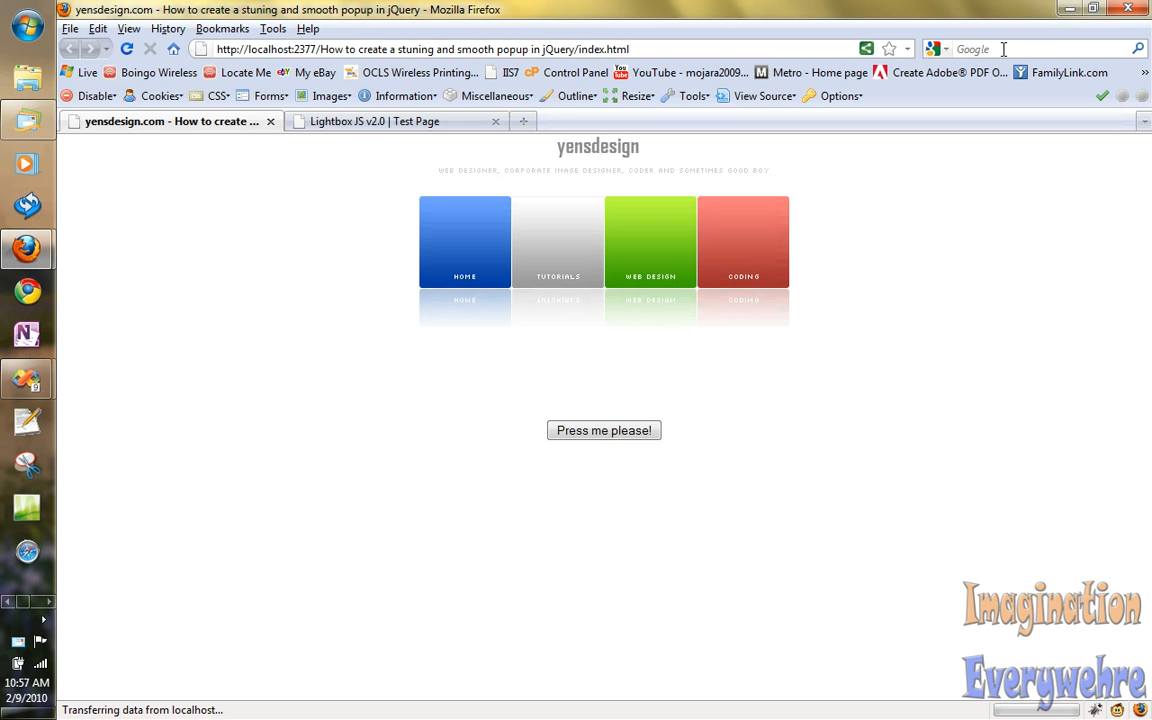 yensdesign.com - How to create a stuning and smooth popup in jQuery - Mozilla Firefox
File Edit View History Bookmarks Tools Help
http://localhost:2377/How to create a stuning and smooth popup in jQuery/index.html Google
Live Boingo Wireless Locate Me My eBay OCLS Wireless Printing... IIS7 Control Panel YouTube - mojara2009... Metro - Home page Create Adobe® PDF O... FamilyLink.com »
Disable Cookies CSS Forms Images Information Miscellaneous Outline Resize Tools View Source Options
yensdesign.com - How to create ... Lightbox JS v2.0 | Test Page
yensdesign
WEB DESIGNER, CORPORATE IMAGE DESIGNER, CODER AND SOMETIMES GOOD BOY
HOME TUTORIALS WEB DESIGN CODING
HOME TUTORIALS WEB DESIGN CODING
Press me please!
Imagination
Everywehre
10:57 AM
2/9/2010
Transferring data from localhost...